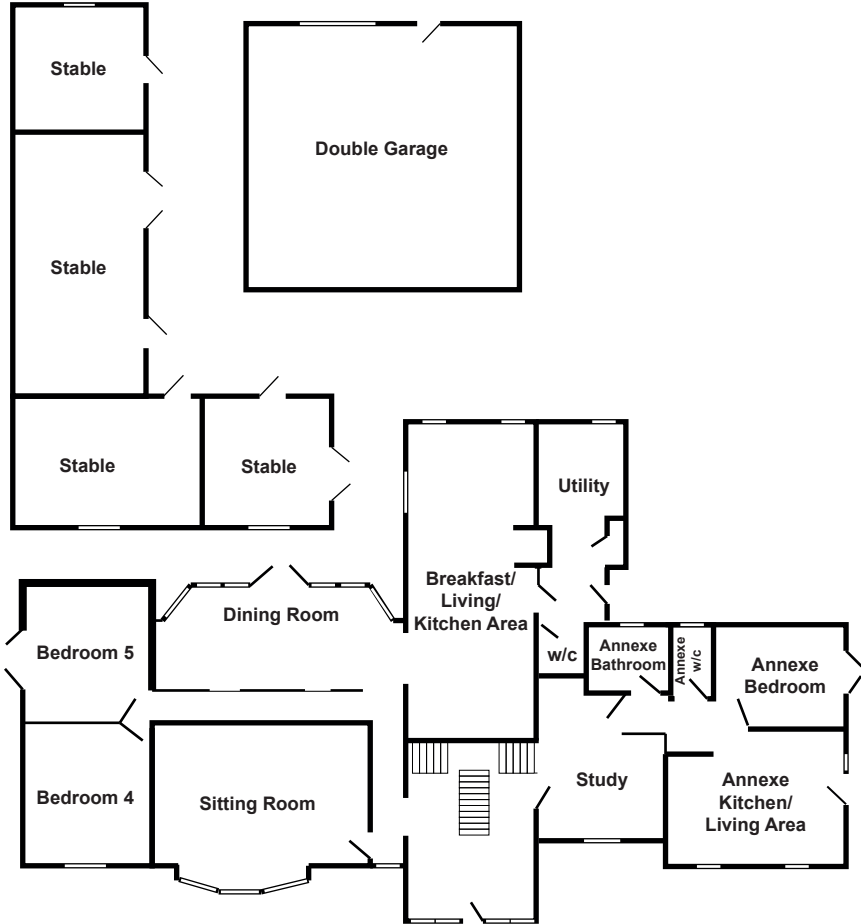 Stable
Double Garage
Stable
Stable
Stable
Utility
Breakfast/
Living/
Kitchen Area
Dining Room
Bedroom 5
w/c
Annexe
Bathroom
Annexe
w/c
Annexe
Bedroom
Bedroom 4
Sitting Room
Study
Annexe
Kitchen/
Living Area